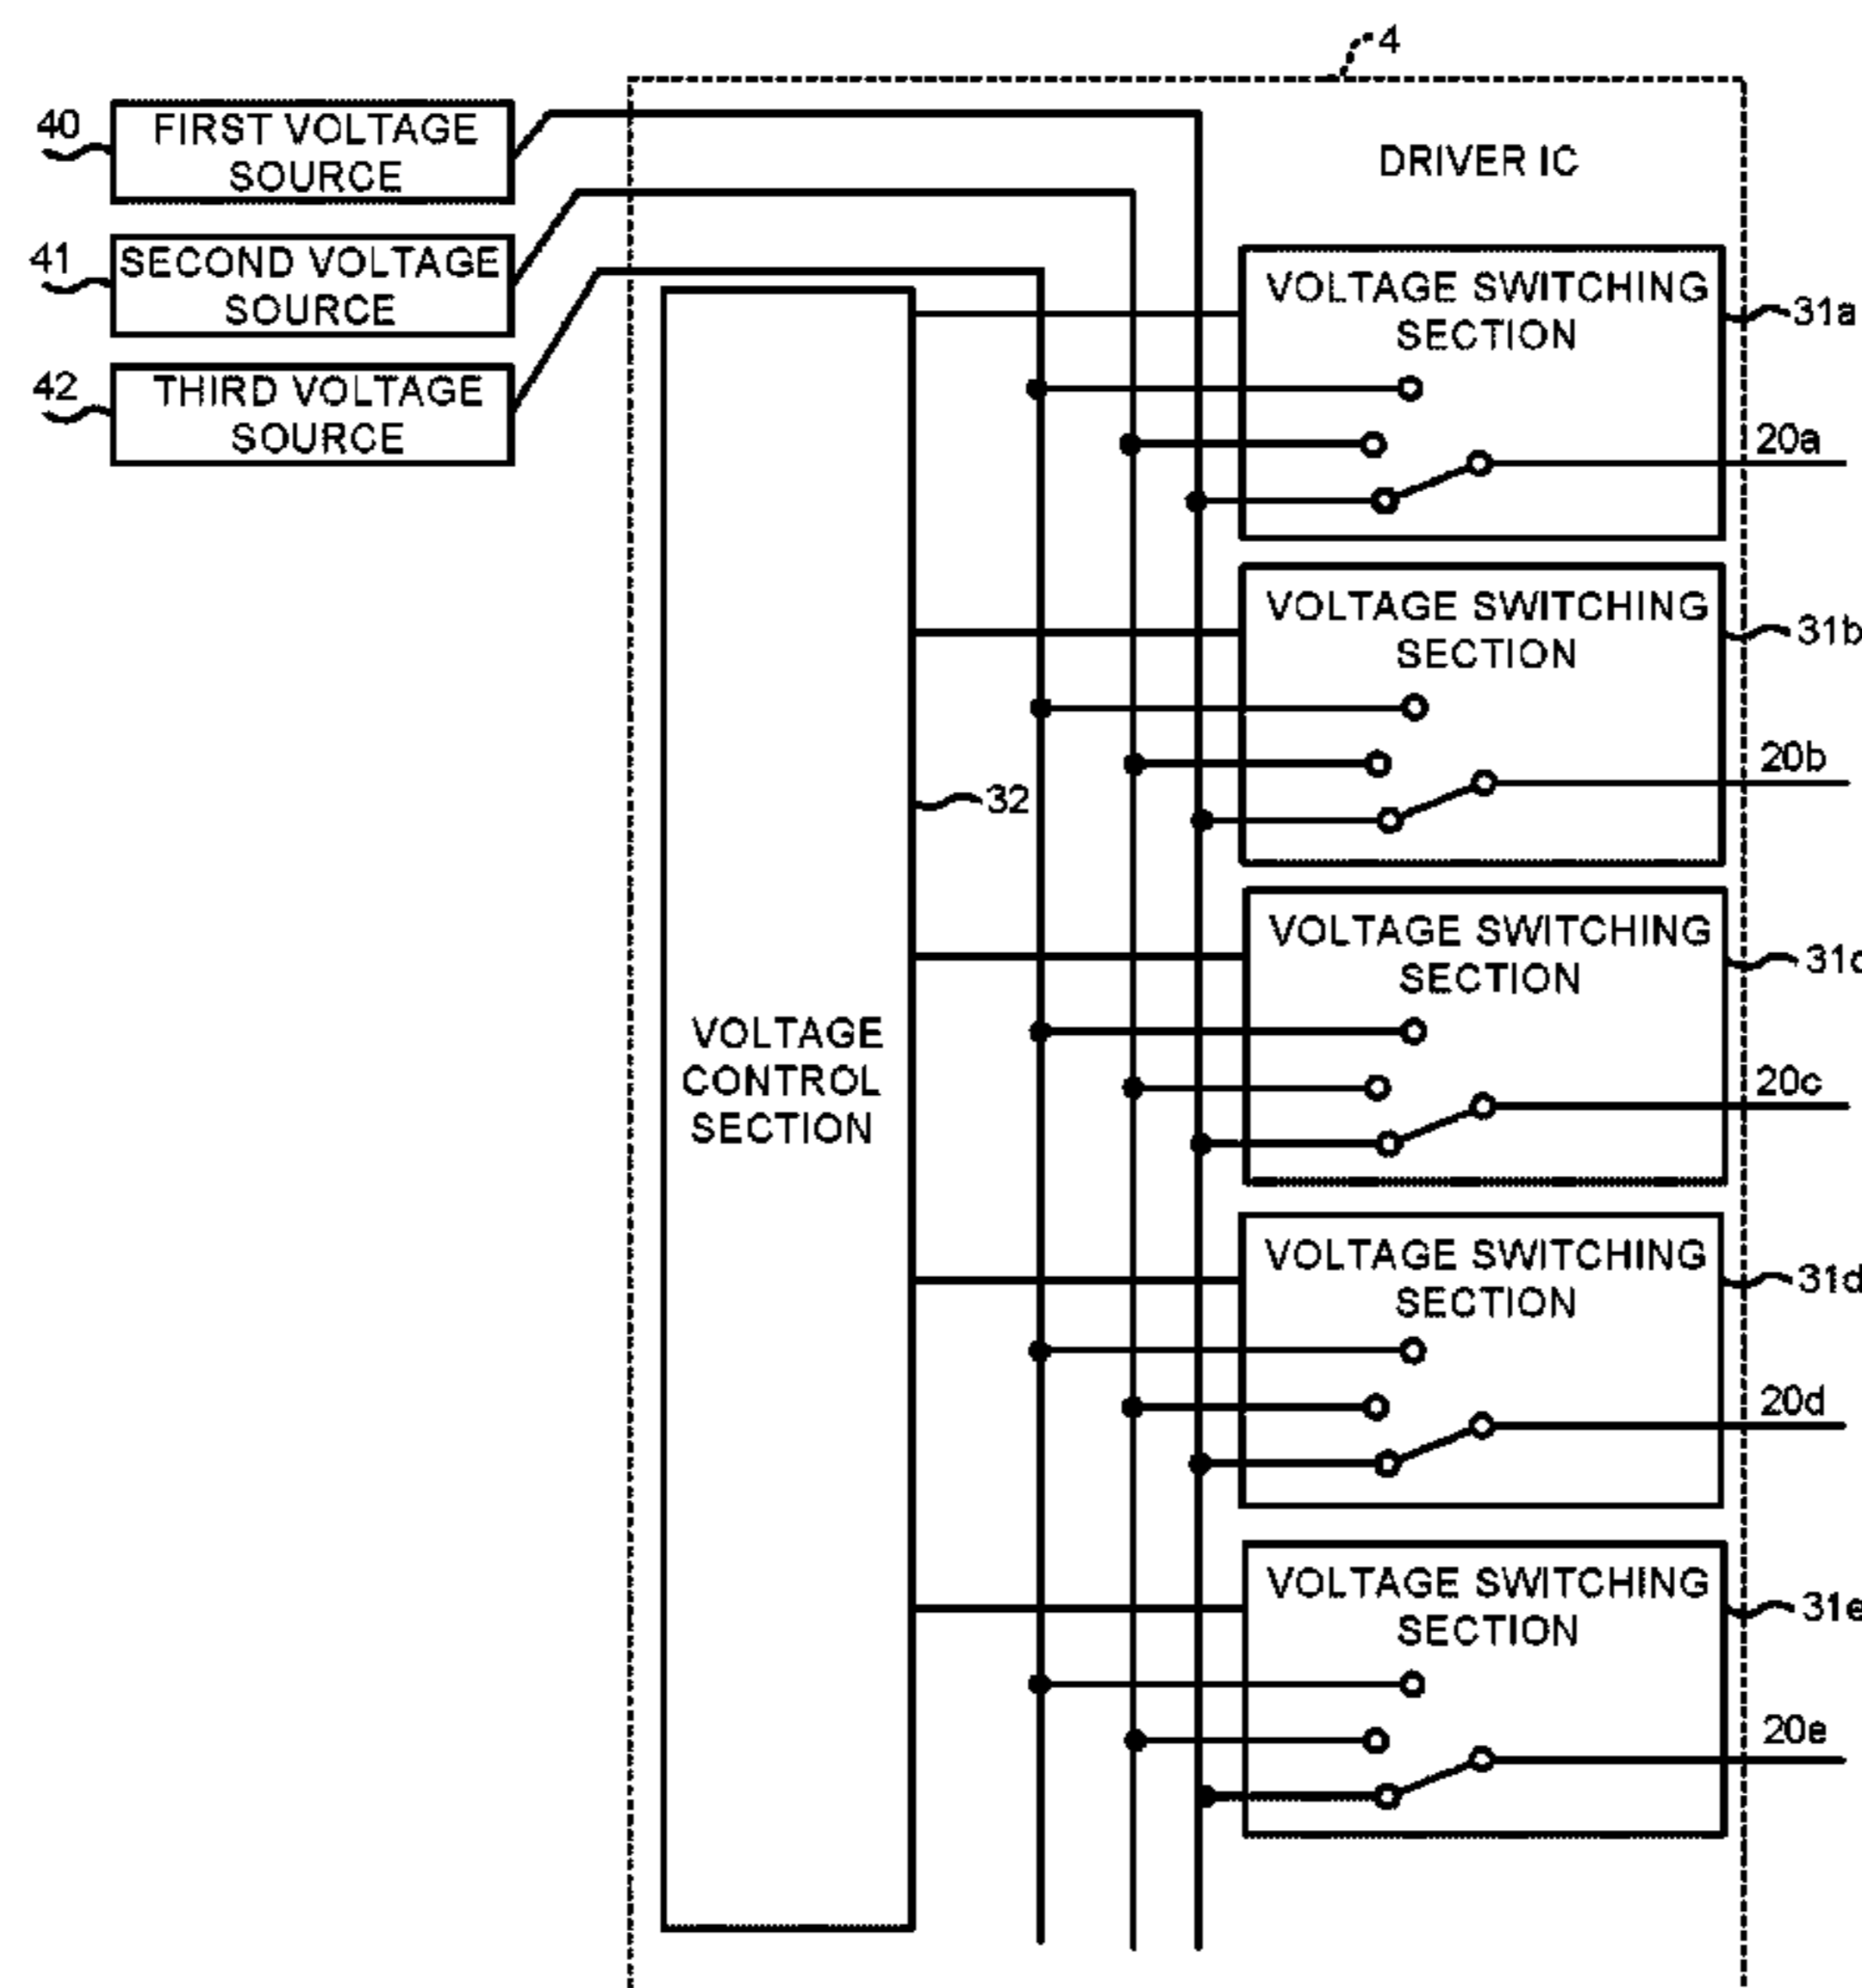 4
40
FIRST VOLTAGE
SOURCE
DRIVER IC
41
SECOND VOLTAGE
SOURCE
42
THIRD VOLTAGE
SOURCE
VOLTAGE SWITCHING
SECTION
31a
20a
VOLTAGE SWITCHING
SECTION
31b
20b
32
VOLTAGE SWITCHING
SECTION
31c
VOLTAGE
CONTROL
SECTION
20c
VOLTAGE SWITCHING
SECTION
31d
20d
VOLTAGE SWITCHING
SECTION
31e
20e